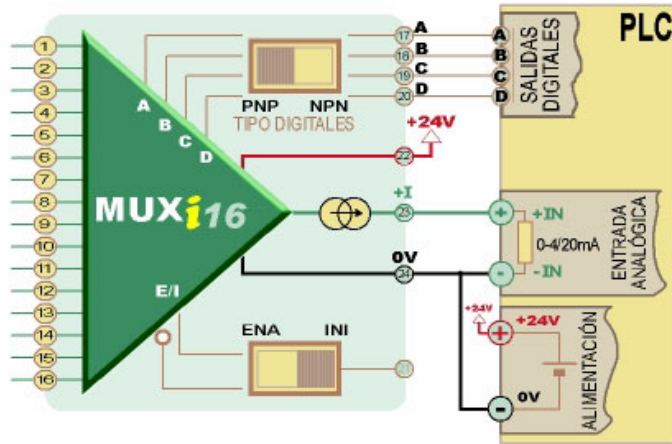 PLC
1
2
3
4
5
6
7
8
9
10
11
12
13
14
15
16
A
B
C
D
MUXi16
E/I
PNP NPN
TIPO DIGITALES
A
17
B
18
C
19
D
20
A
B
C
D
SALIDAS
DIGITALES
+24V
22
+I
23
0V
24
+
+IN
0-4/20mA
-
-IN
ENTRADA
ANALÓGICA
ENA INI
21
+24V
+
+24V
-
0V
ALIMENTACIÓN